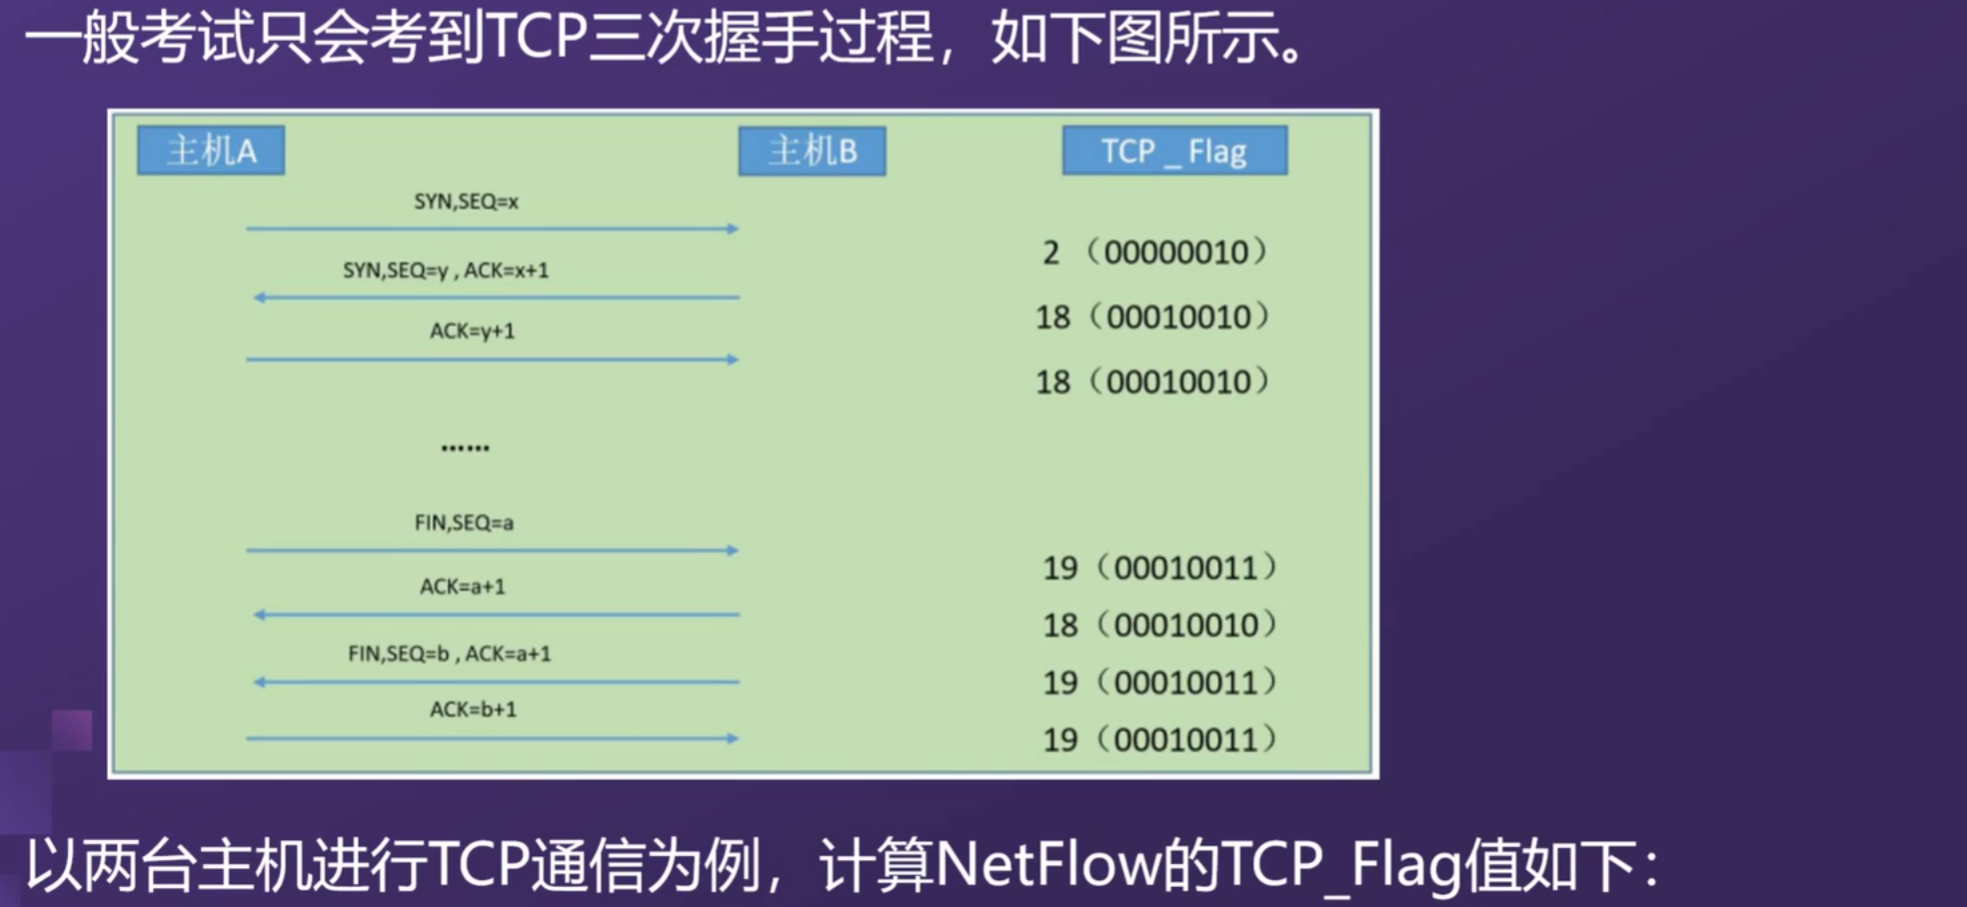 一般考试只会考到TCP三次握手过程，如下图所示。
主机A 主机B TCP _ Flag
SYN,SEQ=x
2 （00000010）
SYN,SEQ=y , ACK=x+1
18（00010010）
ACK=y+1
18（00010010）
......
FIN,SEQ=a
19（00010011）
ACK=a+1
18（00010010）
FIN,SEQ=b , ACK=a+1
19（00010011）
ACK=b+1
19（00010011）
以两台主机进行TCP通信为例，计算NetFlow的TCP_Flag值如下：